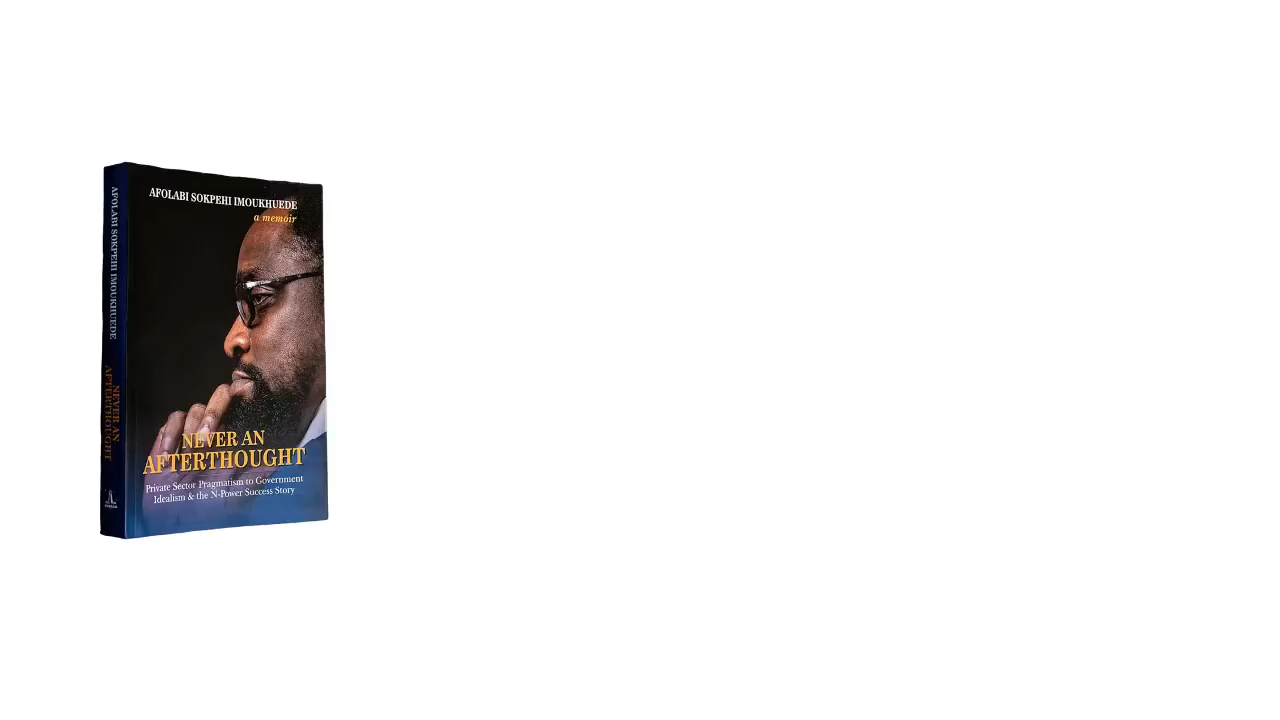 AFOLABI SOKPEHI IMOUKHUEDE
a memoir
NEVER AN
AFTERTHOUGHT
Private Sector Pragmatism to Government
Idealism & the N-Power Success Story
AFOLABI SOKPEHI IMOUKHUEDE
NEVER AN
AFTERTHOUGHT